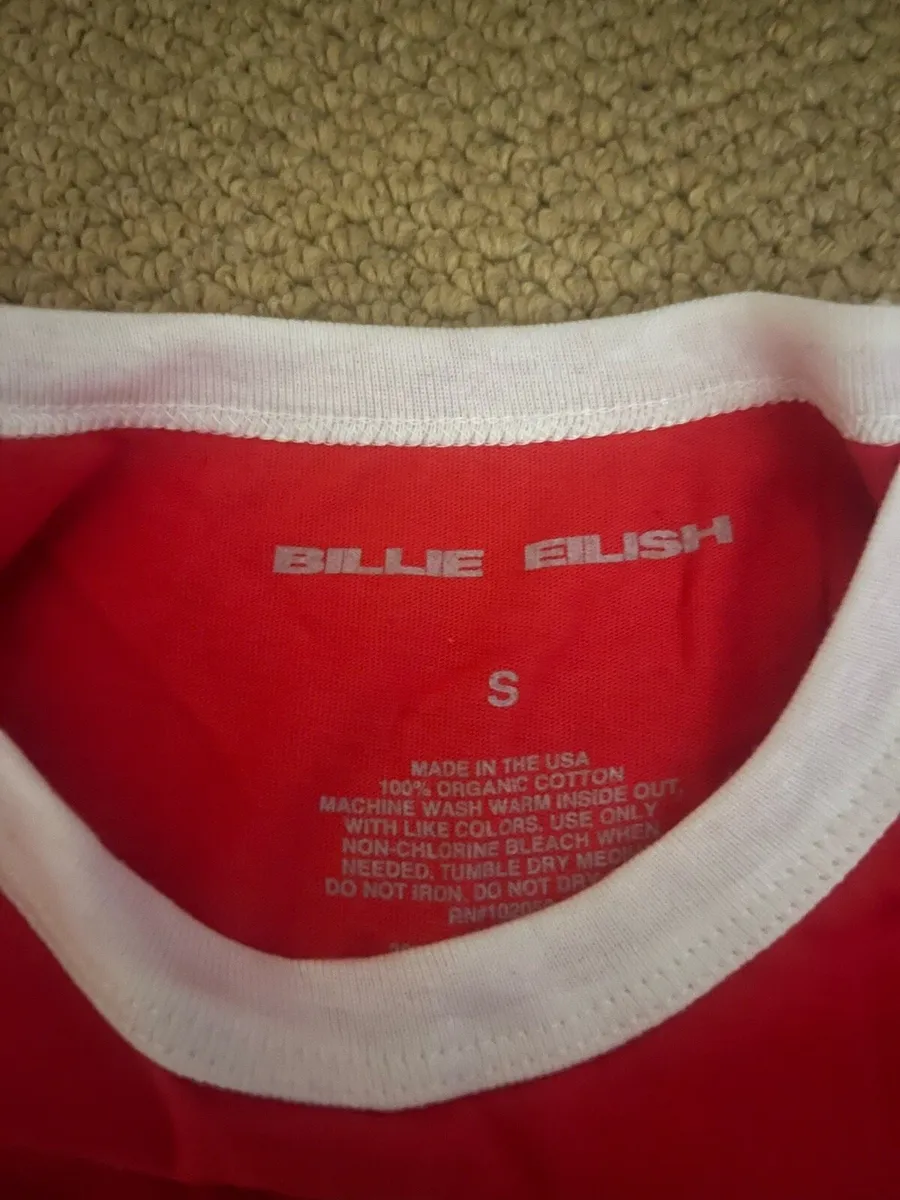 BILLIE EILISH
S
MADE IN THE USA
100% ORGANIC COTTON
MACHINE WASH WARM INSIDE OUT,
WITH LIKE COLORS. USE ONLY
NON-CHLORINE BLEACH WHEN
NEEDED. TUMBLE DRY
DO NOT IRON. DO NOT